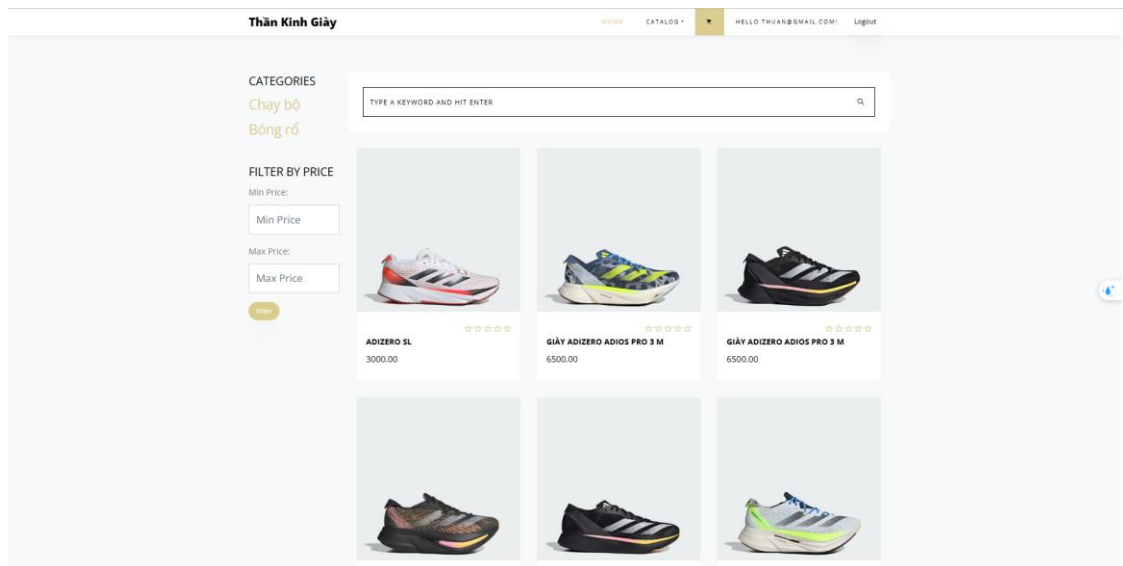 Thần Kinh Giày
HOME CATALOG HELLO THUAN@GMAIL.COM! Logout
CATEGORIES
Chạy bộ
Bóng rổ
FILTER BY PRICE
Min Price:
Min Price
Max Price:
Max Price
Filter
TYPE A KEYWORD AND HIT ENTER
ADIZERO SL
3000.00
GIÀY ADIZERO ADIOS PRO 3 M
6500.00
GIÀY ADIZERO ADIOS PRO 3 M
6500.00